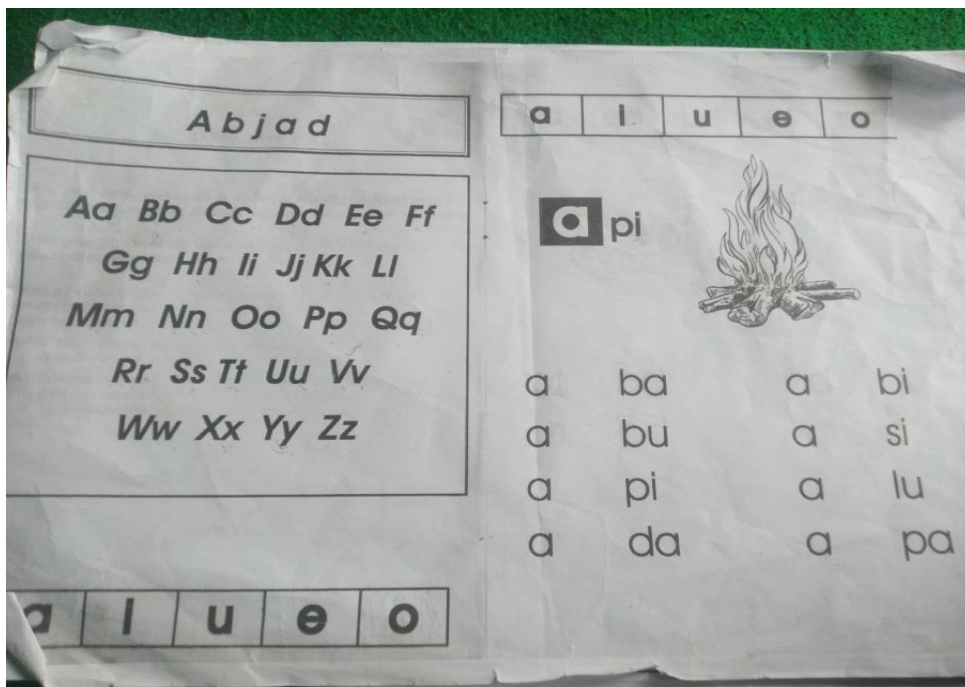 Abjad
Aa Bb Cc Dd Ee Ff
Gg Hh Ii Jj Kk Ll
Mm Nn Oo Pp Qq
Rr Ss Tt Uu Vv
Ww Xx Yy Zz
a I u e o
a I u e o
api
a ba a bi
a bu a si
a pi a lu
a da a pa